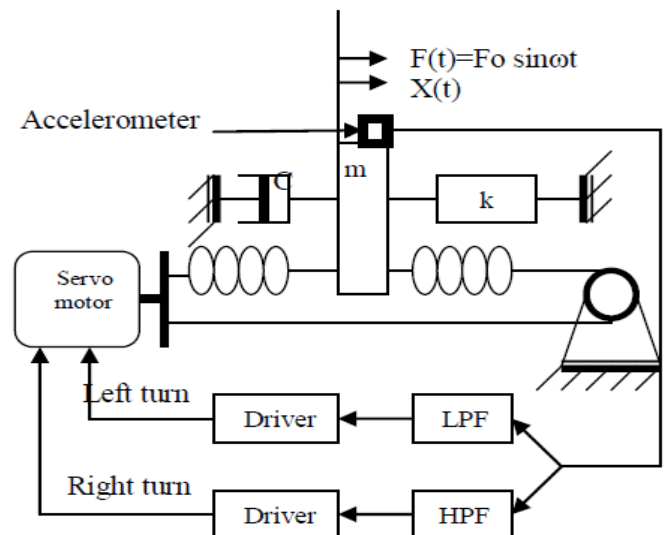 F(t)=Fo sinωt
X(t)
Accelerometer
C
m
k
Servo
motor
Left turn
Driver
LPF
Right turn
Driver
HPF